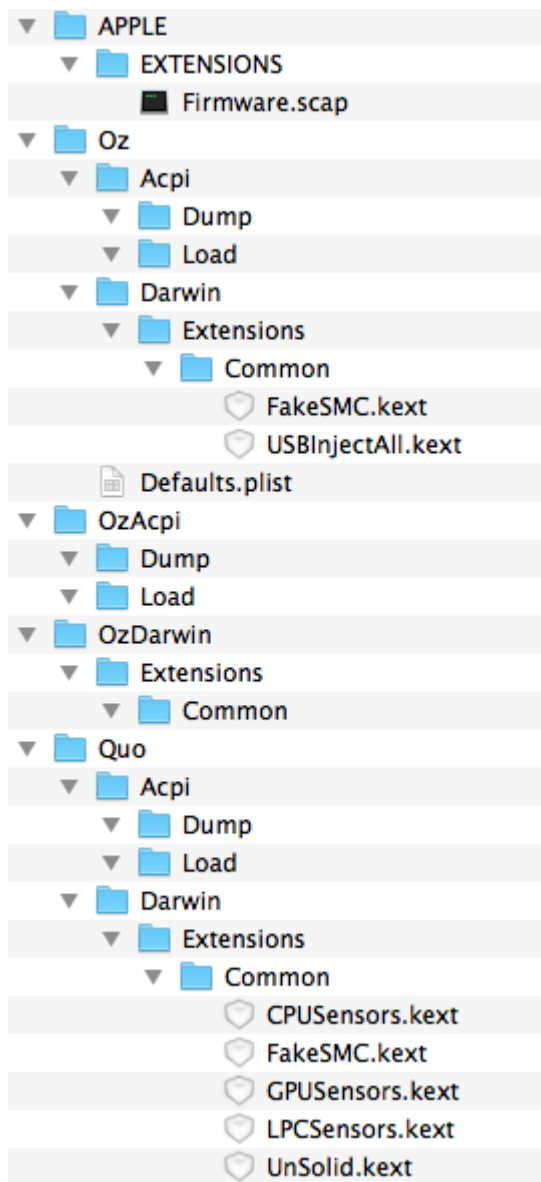 APPLE
EXTENSIONS
Firmware.scap
Oz
Acpi
Dump
Load
Darwin
Extensions
Common
FakeSMC.kext
USBInjectAll.kext
Defaults.plist
OzAcpi
Dump
Load
OzDarwin
Extensions
Common
Quo
Acpi
Dump
Load
Darwin
Extensions
Common
CPUSensors.kext
FakeSMC.kext
GPUSensors.kext
LPCSensors.kext
UnSolid.kext